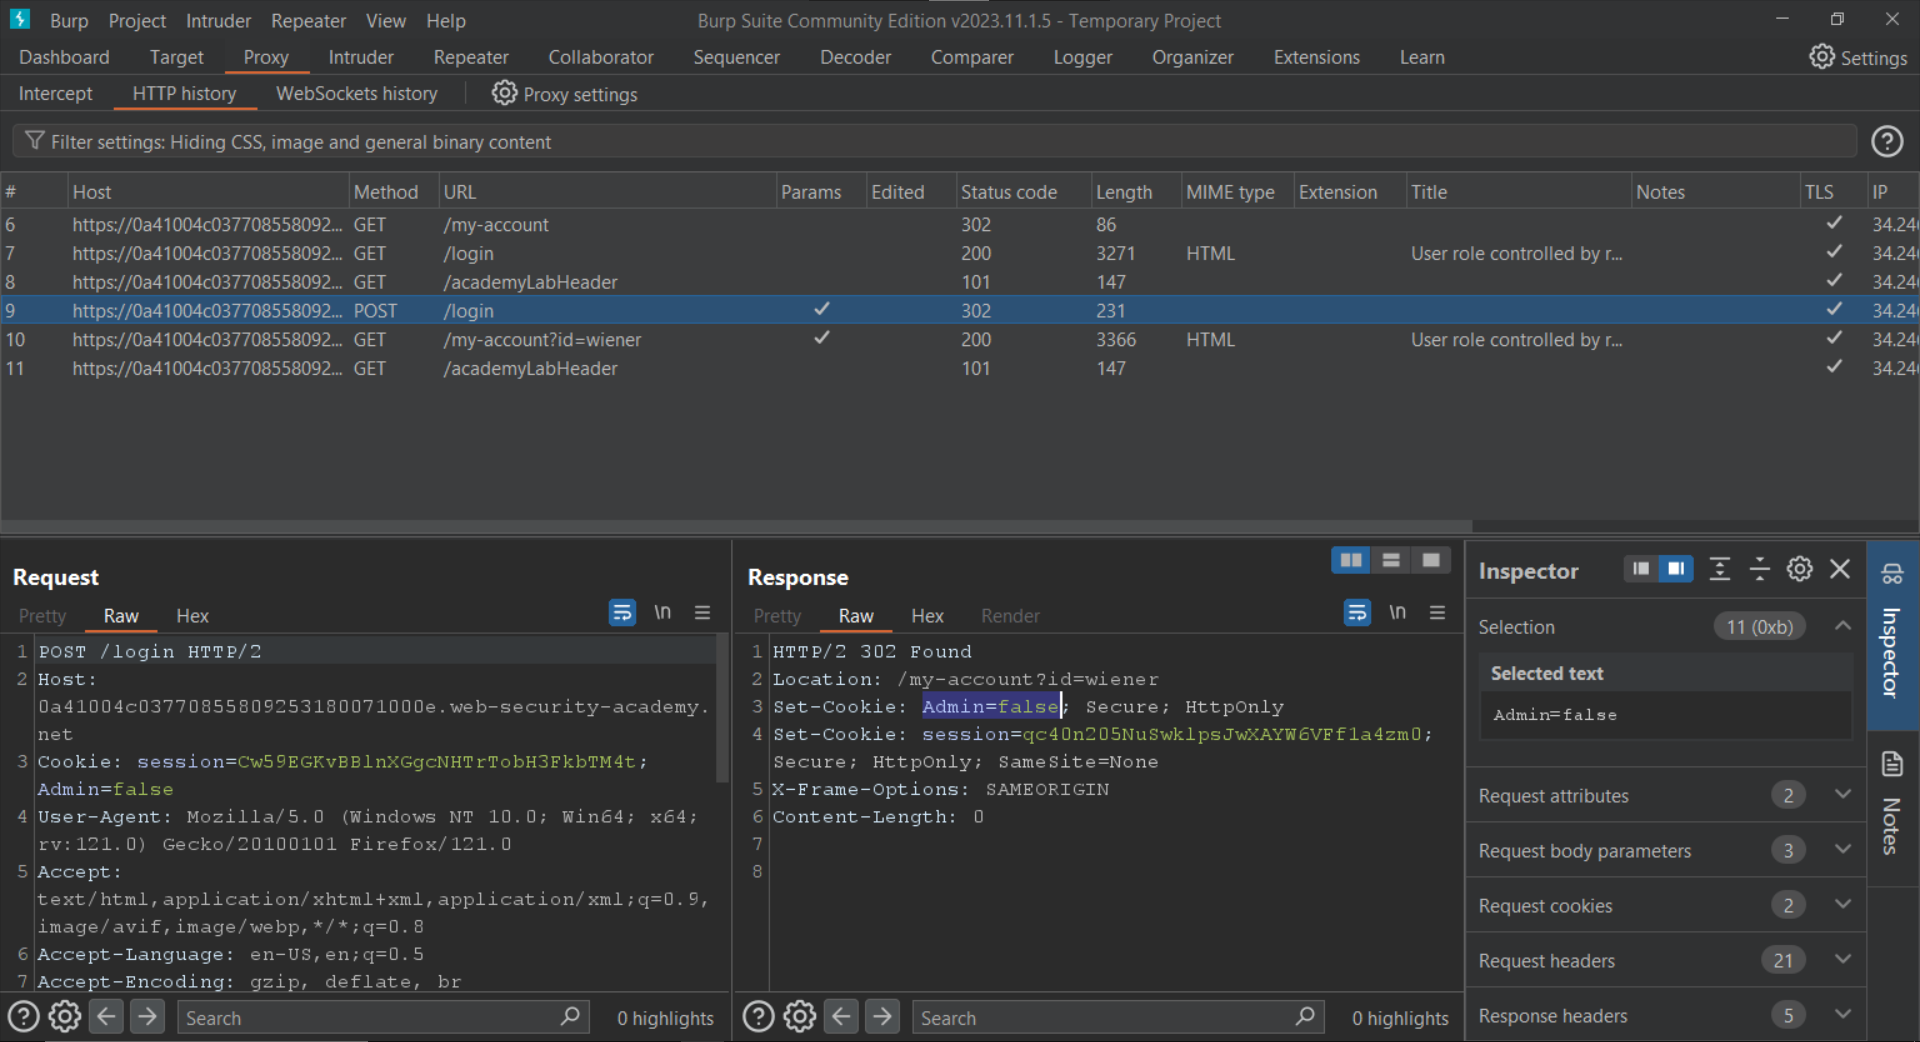 Burp Project Intruder Repeater View Help Burp Suite Community Edition v2023.11.1.5 - Temporary Project
Dashboard Target Proxy Intruder Repeater Collaborator Sequencer Decoder Comparer Logger Organizer Extensions Learn Settings
Intercept HTTP history WebSockets history Proxy settings
Filter settings: Hiding CSS, image and general binary content
# Host Method URL Params Edited Status code Length MIME type Extension Title Notes TLS IP
6 https://0a41004c037708558092... GET /my-account 302 86 34.24
7 https://0a41004c037708558092... GET /login 200 3271 HTML User role controlled by r... 34.24
8 https://0a41004c037708558092... GET /academyLabHeader 101 147 34.24
9 https://0a41004c037708558092... POST /login 302 231 34.24
10 https://0a41004c037708558092... GET /my-account?id=wiener 200 3366 HTML User role controlled by r... 34.24
11 https://0a41004c037708558092... GET /academyLabHeader 101 147 34.24
Request
Pretty Raw Hex \n
1 POST /login HTTP/2
2 Host:
0a41004c037708558092531800710​00e.web-security-academy.
net
3 Cookie: session=Cw59EGKvBBlnXGgcNHTrTobH3FkbTM4t;
Admin=false
4 User-Agent: Mozilla/5.0 (Windows NT 10.0; Win64; x64;
rv:121.0) Gecko/20100101 Firefox/121.0
5 Accept:
text/html,application/xhtml+xml,application/xml;q=0.9,
image/avif,image/webp,*/*;q=0.8
6 Accept-Language: en-US,en;q=0.5
7 Accept-Encoding: gzip, deflate, br
Search 0 highlights
Response
Pretty Raw Hex Render \n
1 HTTP/2 302 Found
2 Location: /my-account?id=wiener
3 Set-Cookie: Admin=false; Secure; HttpOnly
4 Set-Cookie: session=qc40n205NuSwklpsJwXAYW6VFf1a4zm0;
Secure; HttpOnly; SameSite=None
5 X-Frame-Options: SAMEORIGIN
6 Content-Length: 0
7
8
Search 0 highlights
Inspector
Selection 11 (0xb)
Selected text
Admin=false
Request attributes 2
Request body parameters 3
Request cookies 2
Request headers 21
Response headers 5
Inspector
Notes